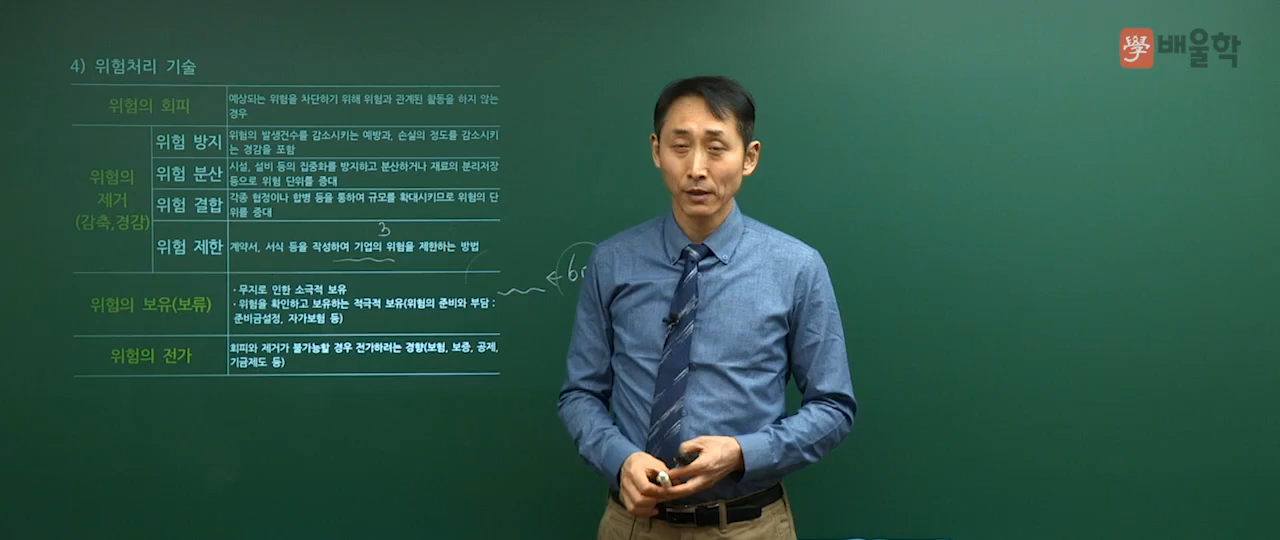 學 배울학
4) 위험처리 기술
위험의 회피
예상되는 위험을 차단하기 위해 위험과 관계된 활동을 하지 않는
경우
위험의
제거
(감축,경감)
위험 방지
위험의 발생건수를 감소시키는 예방과, 손실의 정도를 감소시키
는 경감을 포함
위험 분산
시설, 설비 등의 집중화를 방지하고 분산하거나 재료의 분리저장
등으로 위험 단위를 증대
위험 결합
각종 협정이나 합병 등을 통하여 규모를 확대시키므로 위험의 단
위를 증대
위험 제한
3
계약서, 서식 등을 작성하여 기업의 위험을 제한하는 방법
위험의 보유(보류)
· 무지로 인한 소극적 보유
· 위험을 확인하고 보유하는 적극적 보유(위험의 준비와 부담 :
준비금설정, 자가보험 등)
위험의 전가
회피와 제거가 불가능할 경우 전가하려는 경향(보험, 보증, 공제,
기금제도 등)